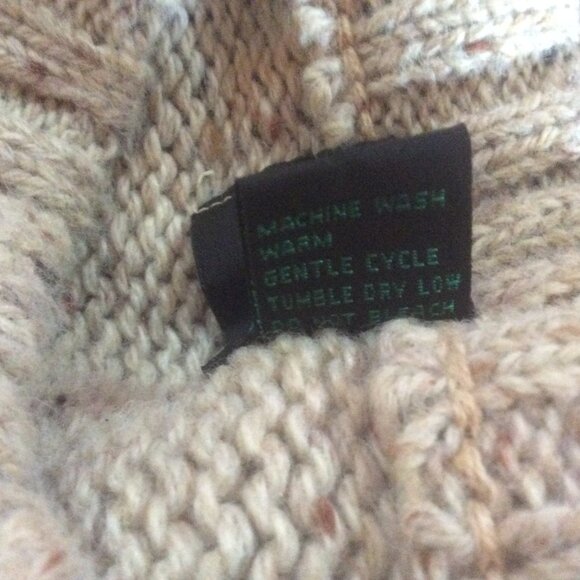 MACHINE WASH
WARM
GENTLE CYCLE
TUMBLE DRY LOW
DO NOT BLEACH